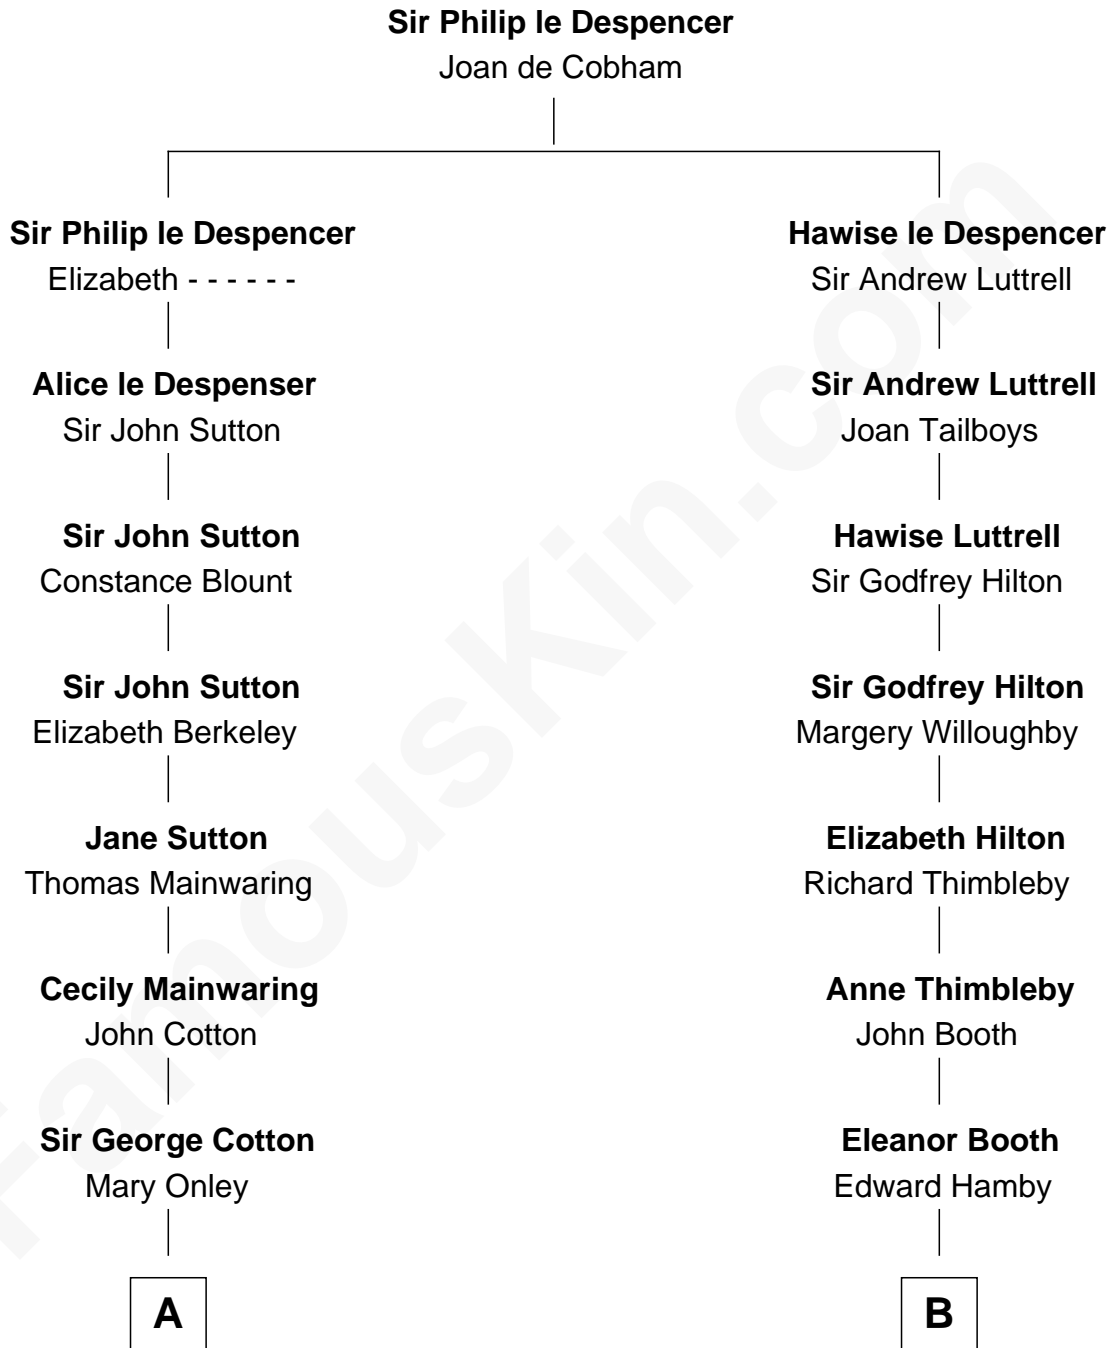 Sir Philip le Despencer
Joan de Cobham
Sir Philip le Despencer
Elizabeth - - - - - -
Hawise le Despencer
Sir Andrew Luttrell
Alice le Despenser
Sir John Sutton
Sir Andrew Luttrell
Joan Tailboys
Sir John Sutton
Constance Blount
Hawise Luttrell
Sir Godfrey Hilton
Sir John Sutton
Elizabeth Berkeley
Sir Godfrey Hilton
Margery Willoughby
Jane Sutton
Thomas Mainwaring
Elizabeth Hilton
Richard Thimbleby
Cecily Mainwaring
John Cotton
Anne Thimbleby
John Booth
Sir George Cotton
Mary Onley
Eleanor Booth
Edward Hamby
A
B
FamousKin.com